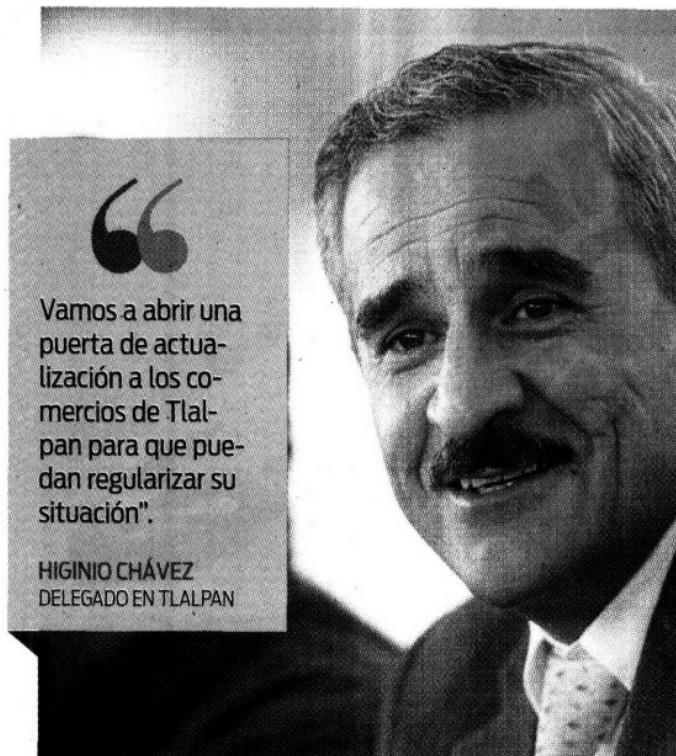 “
Vamos a abrir una
puerta de actua-
lización a los co-
mercios de Tlal-
pan para que pue-
dan regularizar su
situación”.
HIGINIO CHÁVEZ
DELEGADO EN TLALPAN